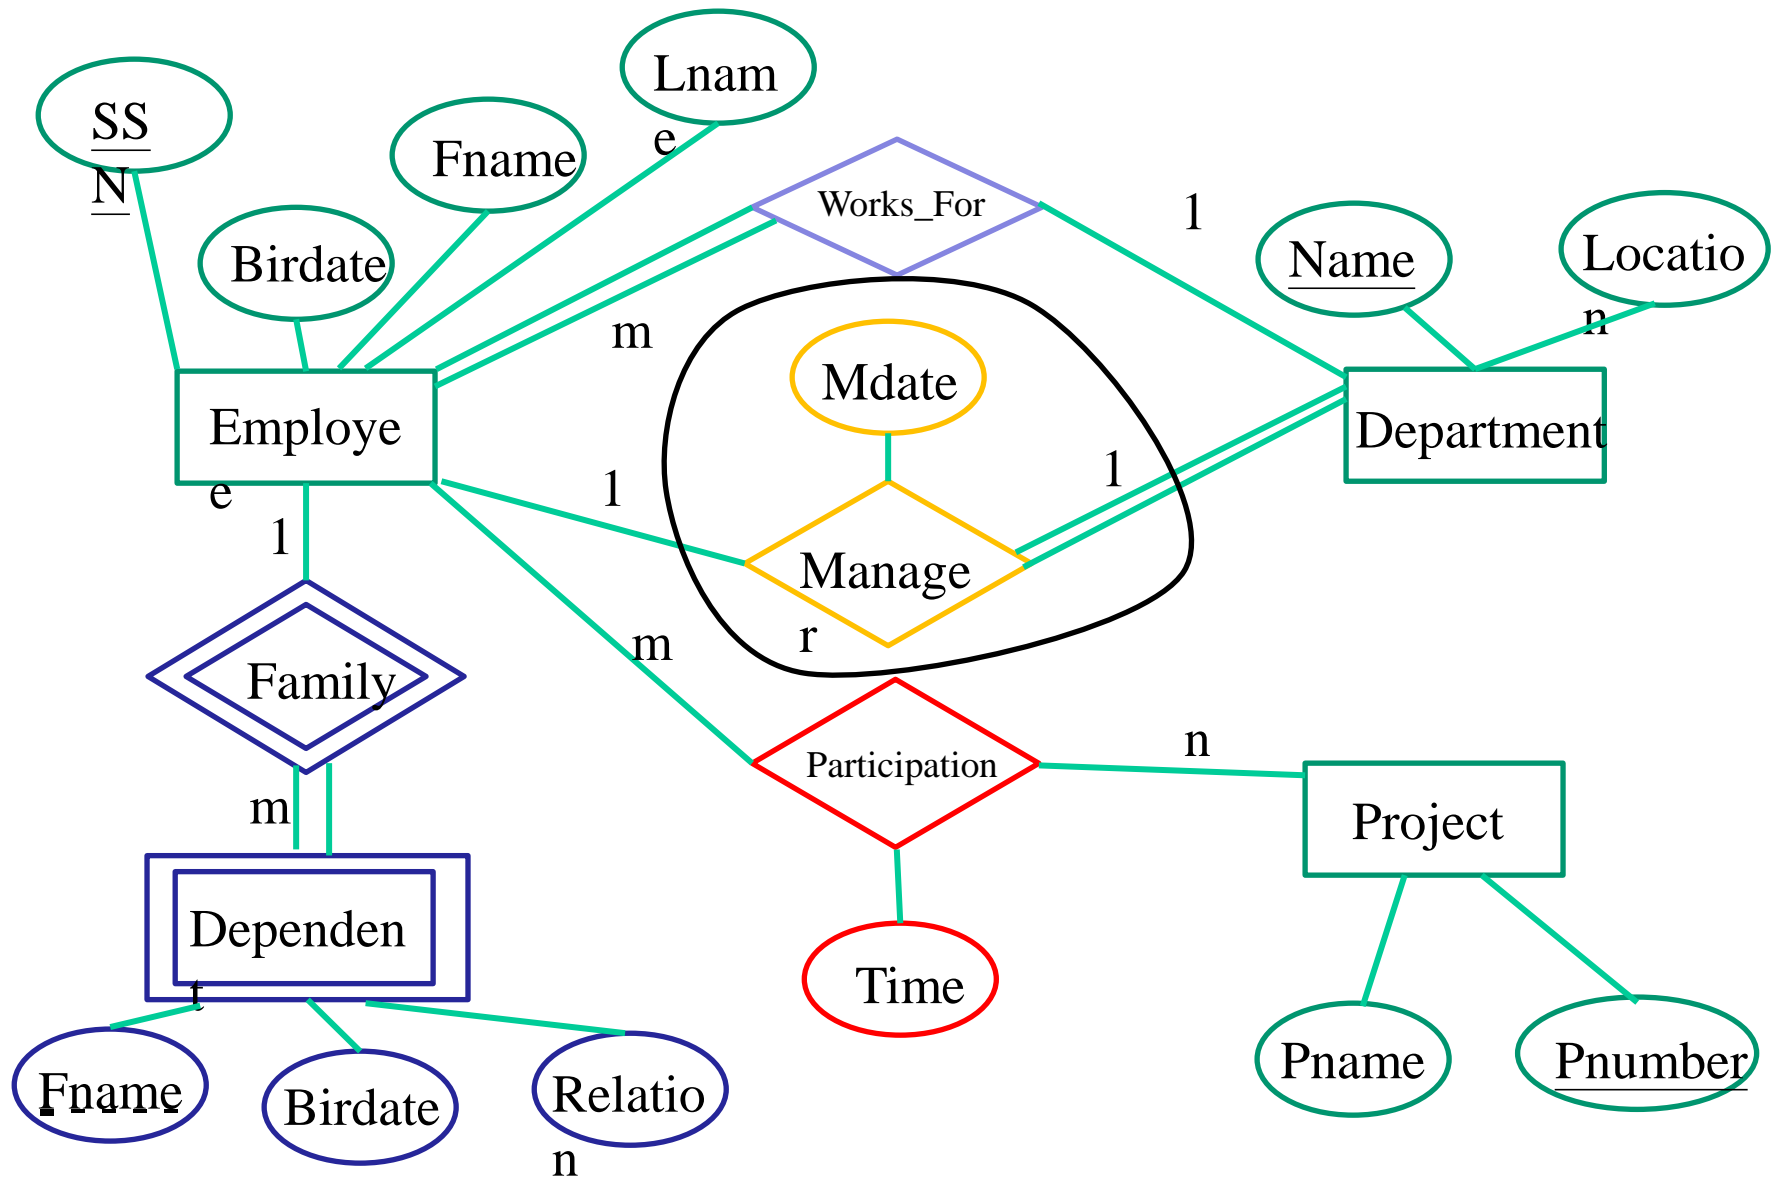 Lnam
e
SS
N
Fname
Birdate
Works_For
1
Name
Locatio
n
m
Mdate
Employe
e
Department
1
1
1
Manage
r
Family
m
Participation
n
m
Project
Dependen
t
Time
Fname
Birdate
Relatio
n
Pname
Pnumber